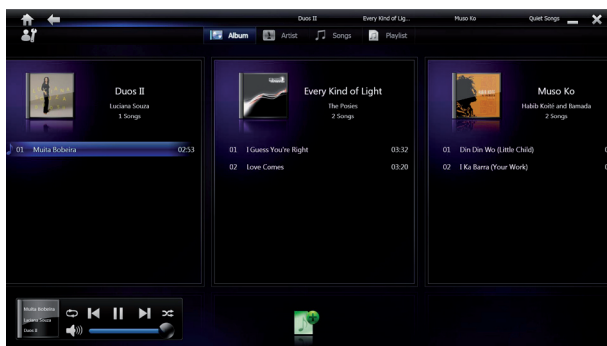 Duos II
Every Kind of Lig...
Muso Ko
Quiet Songs
Album
Artist
Songs
Playlist
Duos II
Luciana Souza
1 Songs
01 Muita Bobeira 02:53
Every Kind of Light
The Posies
2 Songs
01 I Guess You're Right 03:32
02 Love Comes 03:20
Muso Ko
Habib Koité and Bamada
2 Songs
01 Din Din Wo (Little Child)
02 I Ka Barra (Your Work)
Muita Bobeira
Luciana Souza
Duos II